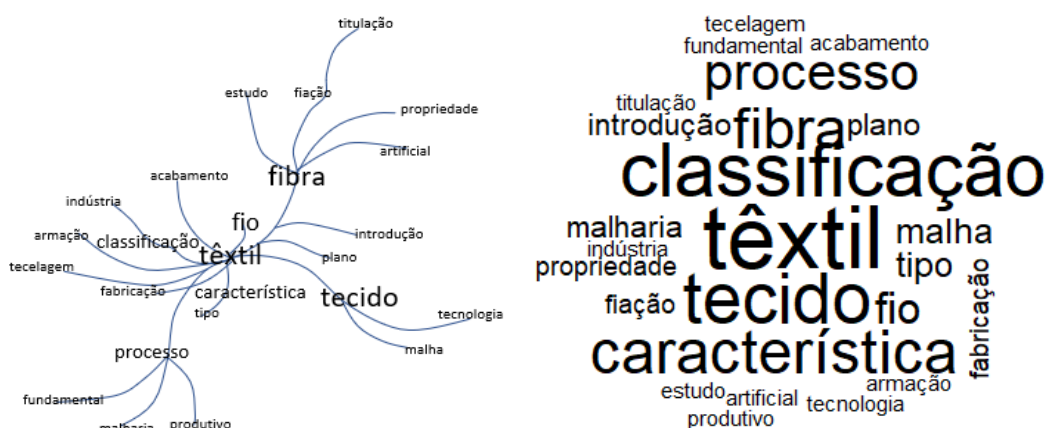 titulação
estudo
fiação
propriedade
artificial
acabamento
fibra
indústria
fio
armação
classificação
introdução
têxtil
plano
tecelagem
fabricação
característica
tecido
tipo
tecnologia
processo
malha
fundamental
malharia
produtivo
tecelagem
fundamental acabamento
processo
titulação
introdução fibra plano
classificação
malharia têxtil malha
indústria
propriedade tipo
fiação tecido fio
fabricação
característica
armação
estudo artificial tecnologia
produtivo